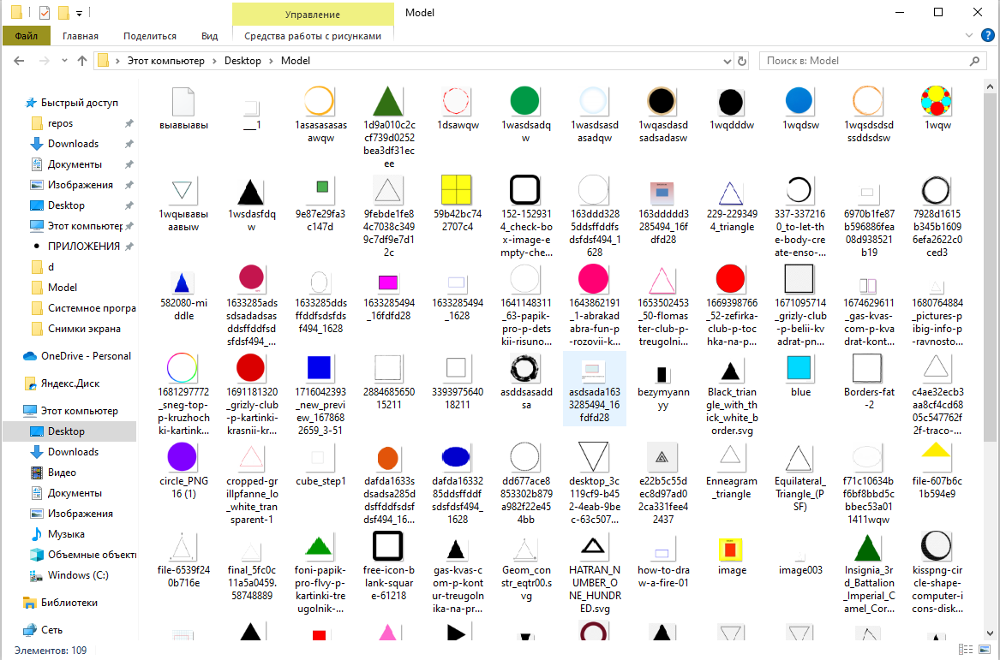 Управление
Model
Файл
Главная
Поделиться
Вид
Средства работы с рисунками
?
Этот компьютер
Desktop
Model
Поиск в: Model
Быстрый доступ
repos
Downloads
Документы
Изображения
Desktop
Этот компьютер
ПРИЛОЖЕНИЯ
d
Model
Системное програ
Снимки экрана
OneDrive - Personal
Яндекс.Диск
Этот компьютер
Desktop
Downloads
Видео
Документы
Изображения
Музыка
Объемные объекты
Windows (C:)
Библиотеки
Сеть
выавыавы
___1
1asasasasas
awqw
1d9a010c2c
cf739d0252
bea3df31ec
ee
1dsawqw
1wasdsadq
w
1wasdsasd
asasadqw
1wqasdasd
sadsadasw
1wqdddw
1wqdsw
1wqsdsdsd
ssddsdsw
1wqw
1wqывавы
аавыw
1wsdasfdq
w
9e87e29fa3
c147d
9febde1fe8
4c7038c349
9c7df9e7d1
2c
59b42bc74
2707c4
152-152931
4_check-bo
x-image-e
mpty-che...
163ddd328
5ddsffddfs
dsfdsf494_1
628
163ddddd3
285494_16f
dfd28
229-229349
4_triangle
337-337216
0_to-let-th
e-body-cr
eate-enso-...
6970b1fe87
b596886fea
08d938521
b19
7928d1615
b345b1609
6efa2622c0
ced3
582080-mi
ddle
1633285ads
sdsadadsas
ddsffddfsd
sfdsf494_...
1633285dds
ffddfsdsfds
f494_1628
1633285494
_16fdfd28
1633285494
_1628
1641148311
_63-papik-
pro-p-dets
kii-risuno...
1643862191
_1-abrakad
abra-fun-p
-rozovii-k...
1653502453
_50-flomas
ter-club-p-
treugolni...
1669398766
_52-zefirka-
club-p-toc
hka-na-p...
1671095714
_grizly-club
-p-belii-kv
adrat-pn...
1674629611
_gas-kvas-
com-p-kva
drat-kont...
1680764884
_pictures-p
ibig-info-p
-ravnosto...
1681297772
_sneg-top-
p-kruzhoch
ki-kartink...
1691181320
_grizly-club
-p-kartinki-
krasnii-kr...
1716042393
_new_previ
ew_167868
2659_3-51
2884685650
15211
3393975640
18211
asddsasadd
sa
asdsada163
3285494_16
fdfd28
bezymyann
yy
Black_trian
gle_with_th
ick_white_b
order.svg
blue
Borders-fat
-2
c4ae32ecb3
aa8cf4cd68
05c547762f
2f-traco-...
circle_PNG
16 (1)
cropped-gr
illpfanne_lo
_white_tran
sparent-1
cube_step1
dafda1633s
dsadsa285d
dsffddfsdsf
dsf494_16...
dafda16332
85ddsffddf
sdsfdsf494_
1628
dd677ace8
853302b879
a982f22e45
4bb
desktop_3c
119cf9-b45
2-4eab-9be
c-63c507...
e22b5c55d
ec8d97ad0
2ca331fee4
2437
Enneagram
_triangle
Equilateral_
Triangle_(P
SF)
f71c10634b
f6bf8bbd5c
bbec53a01
1411wqw
file-607b6c
1b594e9
file-6539f24
0b716e
final_5fc0c
11a5a0459.
58748889
foni-papik-
pro-flvy-p-
kartinki-tre
ugolnik-...
free-icon-b
lank-squar
e-61218
gas-kvas-c
om-p-kont
ur-treugoln
ika-na-pr...
Geom_con
str_eqtr00.s
vg
HATRAN_N
UMBER_O
NE_HUND
RED.svg
how-to-dra
w-a-fire-01
image
image003
Insignia_3r
d_Battalion
_Imperial_C
amel_Cor...
kisspng-cir
cle-shape-
computer-i
cons-disk...
Элементов: 109